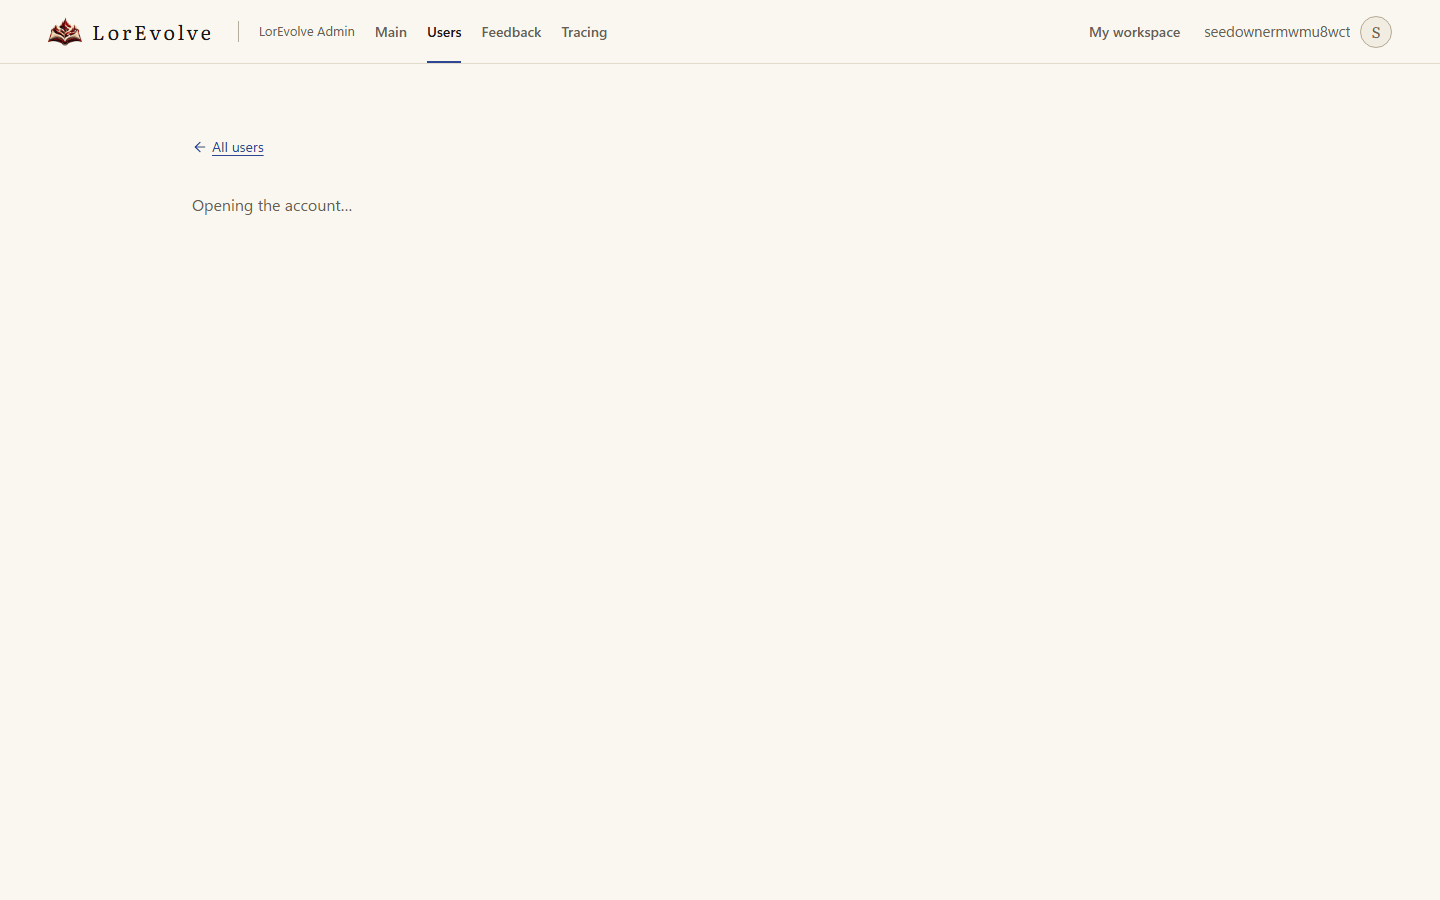 LorEvolve LorEvolve Admin Main Users Feedback Tracing My workspace seedownermwmu8wct S
← All users
Opening the account...